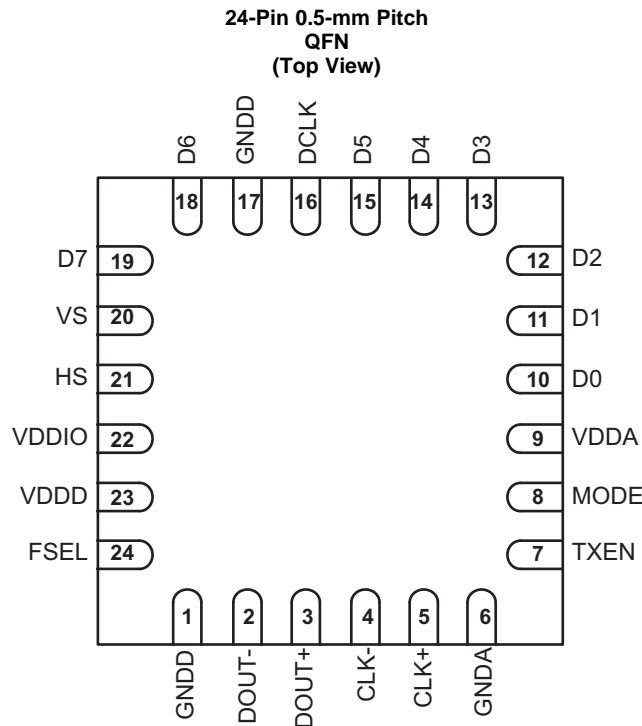 24-Pin 0.5-mm Pitch
QFN
(Top View)
D6
GNDD
DCLK
D5
D4
D3
18
17
16
15
14
13
D7 19
12 D2
VS 20
11 D1
HS 21
10 D0
VDDIO 22
9 VDDA
VDDD 23
8 MODE
FSEL 24
7 TXEN
1
2
3
4
5
6
GNDD
DOUT-
DOUT+
CLK-
CLK+
GNDA